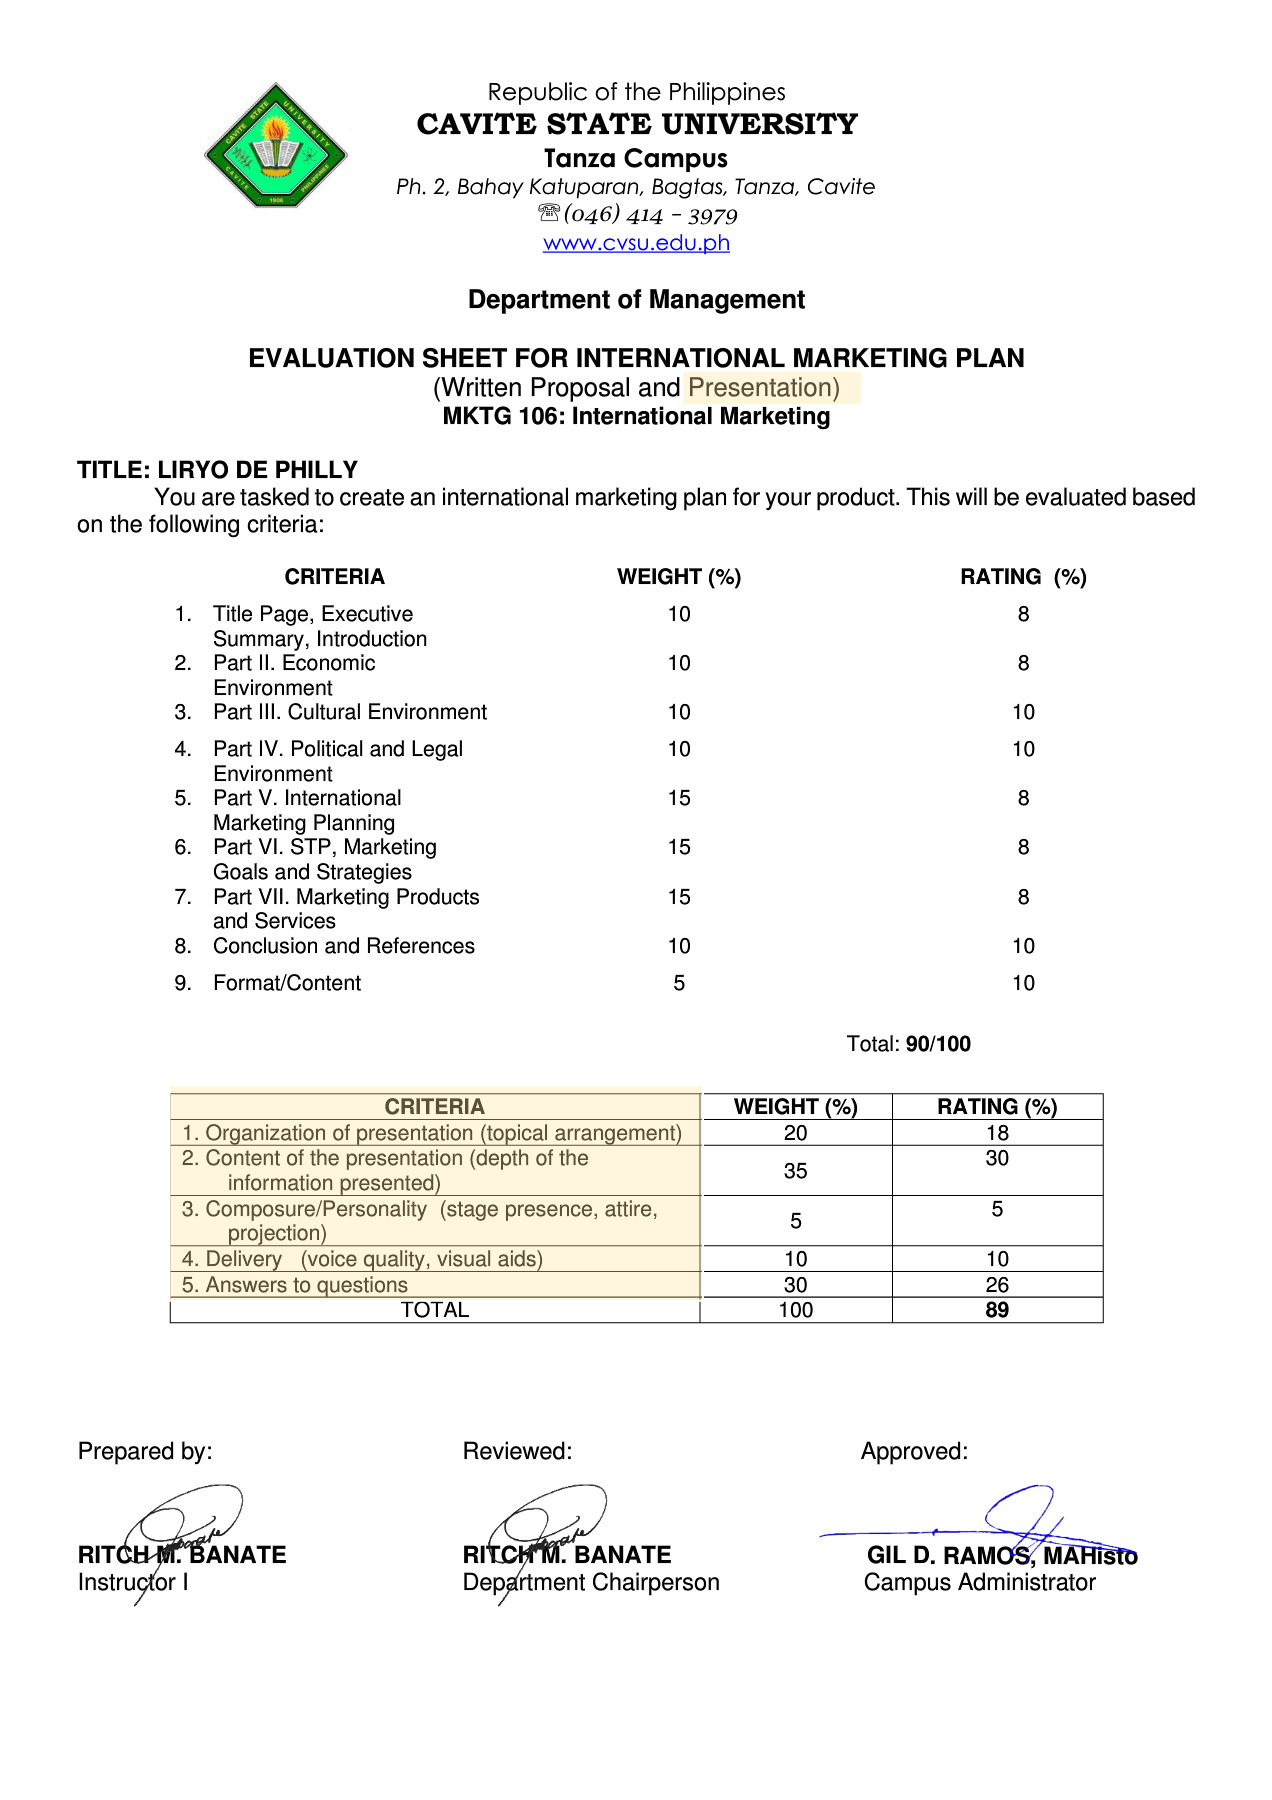 Republic of the Philippines
CAVITE STATE UNIVERSITY
Tanza Campus
Ph. 2, Bahay Katuparan, Bagtas, Tanza, Cavite
☏(046) 414 – 3979
www.cvsu.edu.ph
CAVITE STATE UNIVERSITY
CAVITE PHILIPPINES
1906
Department of Management
EVALUATION SHEET FOR INTERNATIONAL MARKETING PLAN
(Written Proposal and Presentation)
MKTG 106: International Marketing
TITLE: LIRYO DE PHILLY
You are tasked to create an international marketing plan for your product. This will be evaluated based
on the following criteria:
CRITERIA WEIGHT (%) RATING (%)
1. Title Page, Executive 10 8
Summary, Introduction
2. Part II. Economic 10 8
Environment
3. Part III. Cultural Environment 10 10
4. Part IV. Political and Legal 10 10
Environment
5. Part V. International 15 8
Marketing Planning
6. Part VI. STP, Marketing 15 8
Goals and Strategies
7. Part VII. Marketing Products 15 8
and Services
8. Conclusion and References 10 10
9. Format/Content 5 10
Total: 90/100
CRITERIA WEIGHT (%) RATING (%)
1. Organization of presentation (topical arrangement) 20 18
2. Content of the presentation (depth of the 35 30
information presented)
3. Composure/Personality (stage presence, attire, 5 5
projection)
4. Delivery (voice quality, visual aids) 10 10
5. Answers to questions 30 26
TOTAL 100 89
Prepared by: Reviewed: Approved:
RITCH M. BANATE RITCH M. BANATE GIL D. RAMOS, MAHisto
Instructor I Department Chairperson Campus Administrator